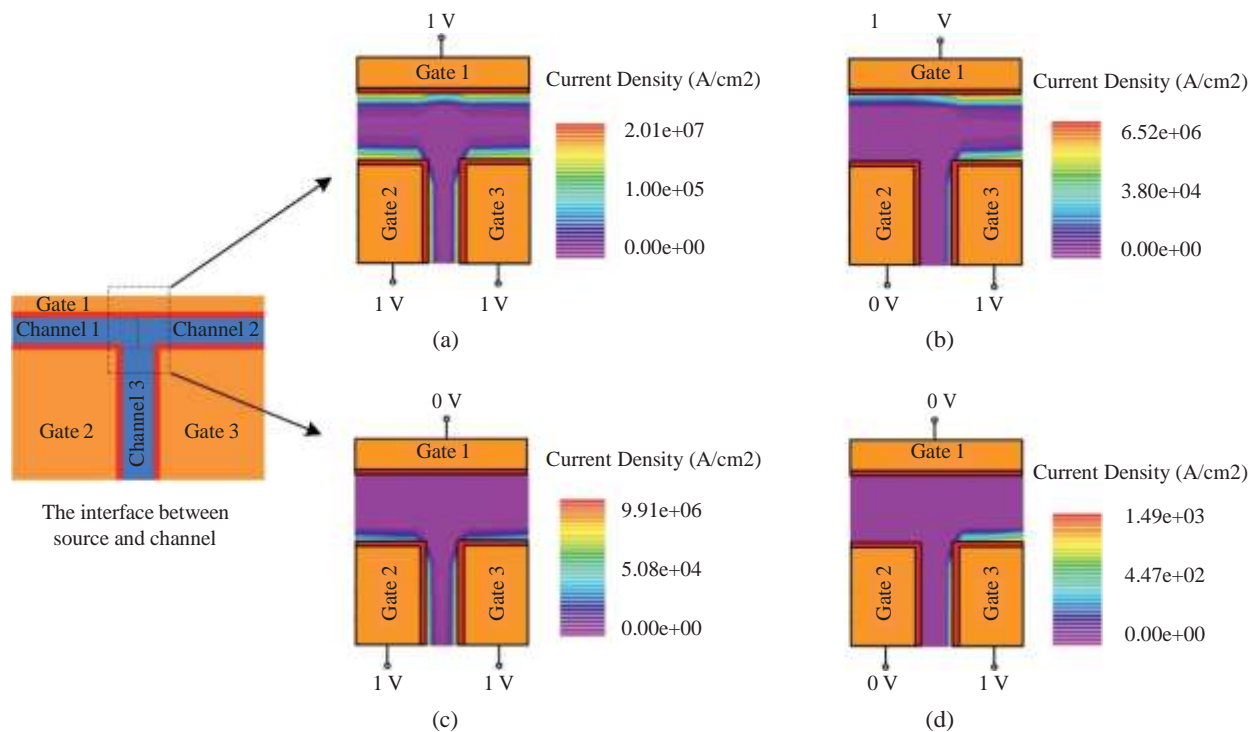 Gate 1
Channel 1
Channel 2
Channel 3
Gate 2
Gate 3
The interface between
source and channel
1 V
Gate 1
Gate 2
Gate 3
1 V
1 V
Current Density (A/cm2)
2.01e+07
1.00e+05
0.00e+00
(a)
1 V
Gate 1
Gate 2
Gate 3
0 V
1 V
Current Density (A/cm2)
6.52e+06
3.80e+04
0.00e+00
(b)
0 V
Gate 1
Gate 2
Gate 3
1 V
1 V
Current Density (A/cm2)
9.91e+06
5.08e+04
0.00e+00
(c)
0 V
Gate 1
Gate 2
Gate 3
0 V
1 V
Current Density (A/cm2)
1.49e+03
4.47e+02
0.00e+00
(d)